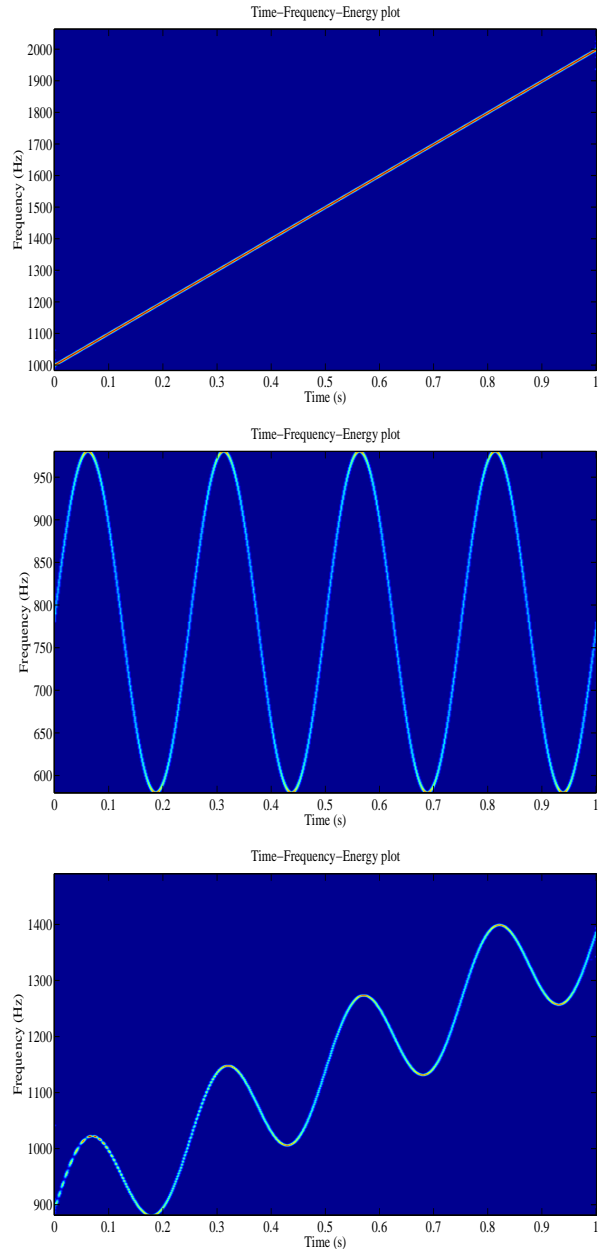 Time-Frequency-Energy plot
2000
1900
1800
1700
1600
1500
1400
1300
1200
1100
1000
Frequency (Hz)
0 0.1 0.2 0.3 0.4 0.5 0.6 0.7 0.8 0.9 1
Time (s)
Time-Frequency-Energy plot
950
900
850
800
750
700
650
600
Frequency (Hz)
0 0.1 0.2 0.3 0.4 0.5 0.6 0.7 0.8 0.9 1
Time (s)
Time-Frequency-Energy plot
1400
1300
1200
1100
1000
900
Frequency (Hz)
0 0.1 0.2 0.3 0.4 0.5 0.6 0.7 0.8 0.9 1
Time (s)